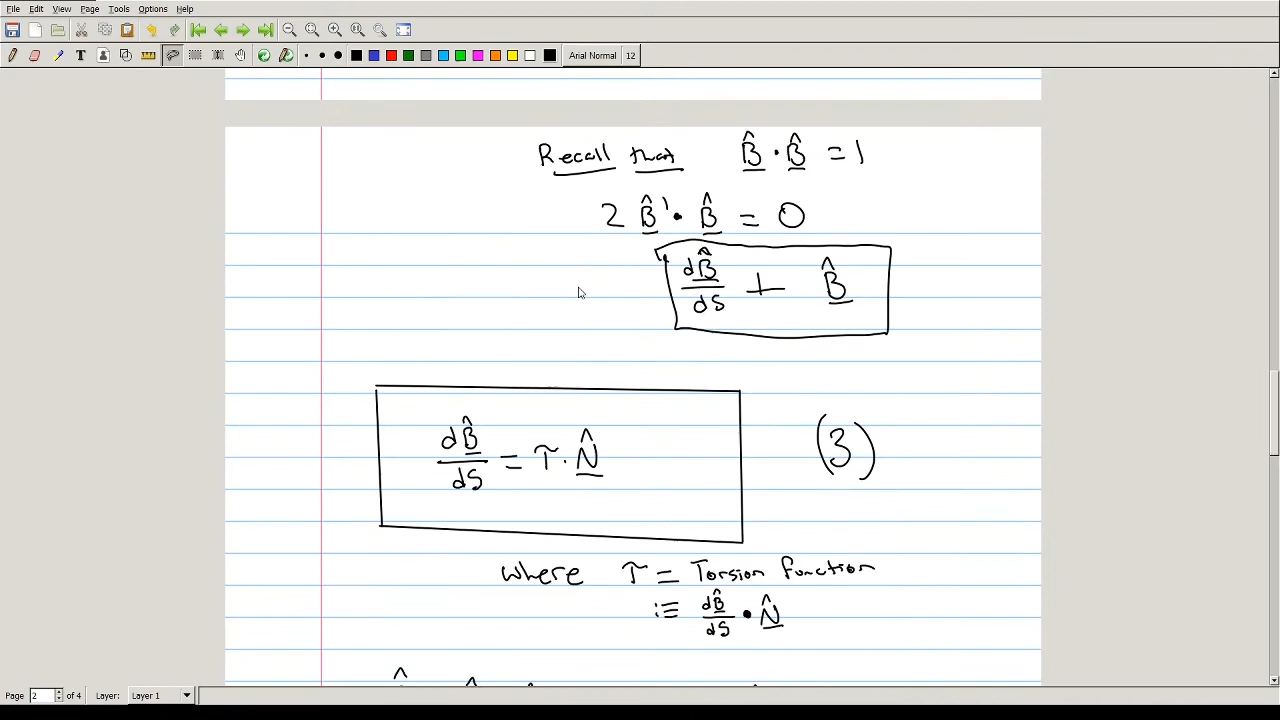 File Edit View Page Tools Options Help
Arial Normal 12
Recall that B̂ · B̂ = 1
2 B̂' · B̂ = 0
dB̂/ds ⊥ B̂
dB̂/ds = τ · N̂ (3)
where τ = Torsion function
:≡ dB̂/ds · N̂
Page 2 of 4 Layer: Layer 1